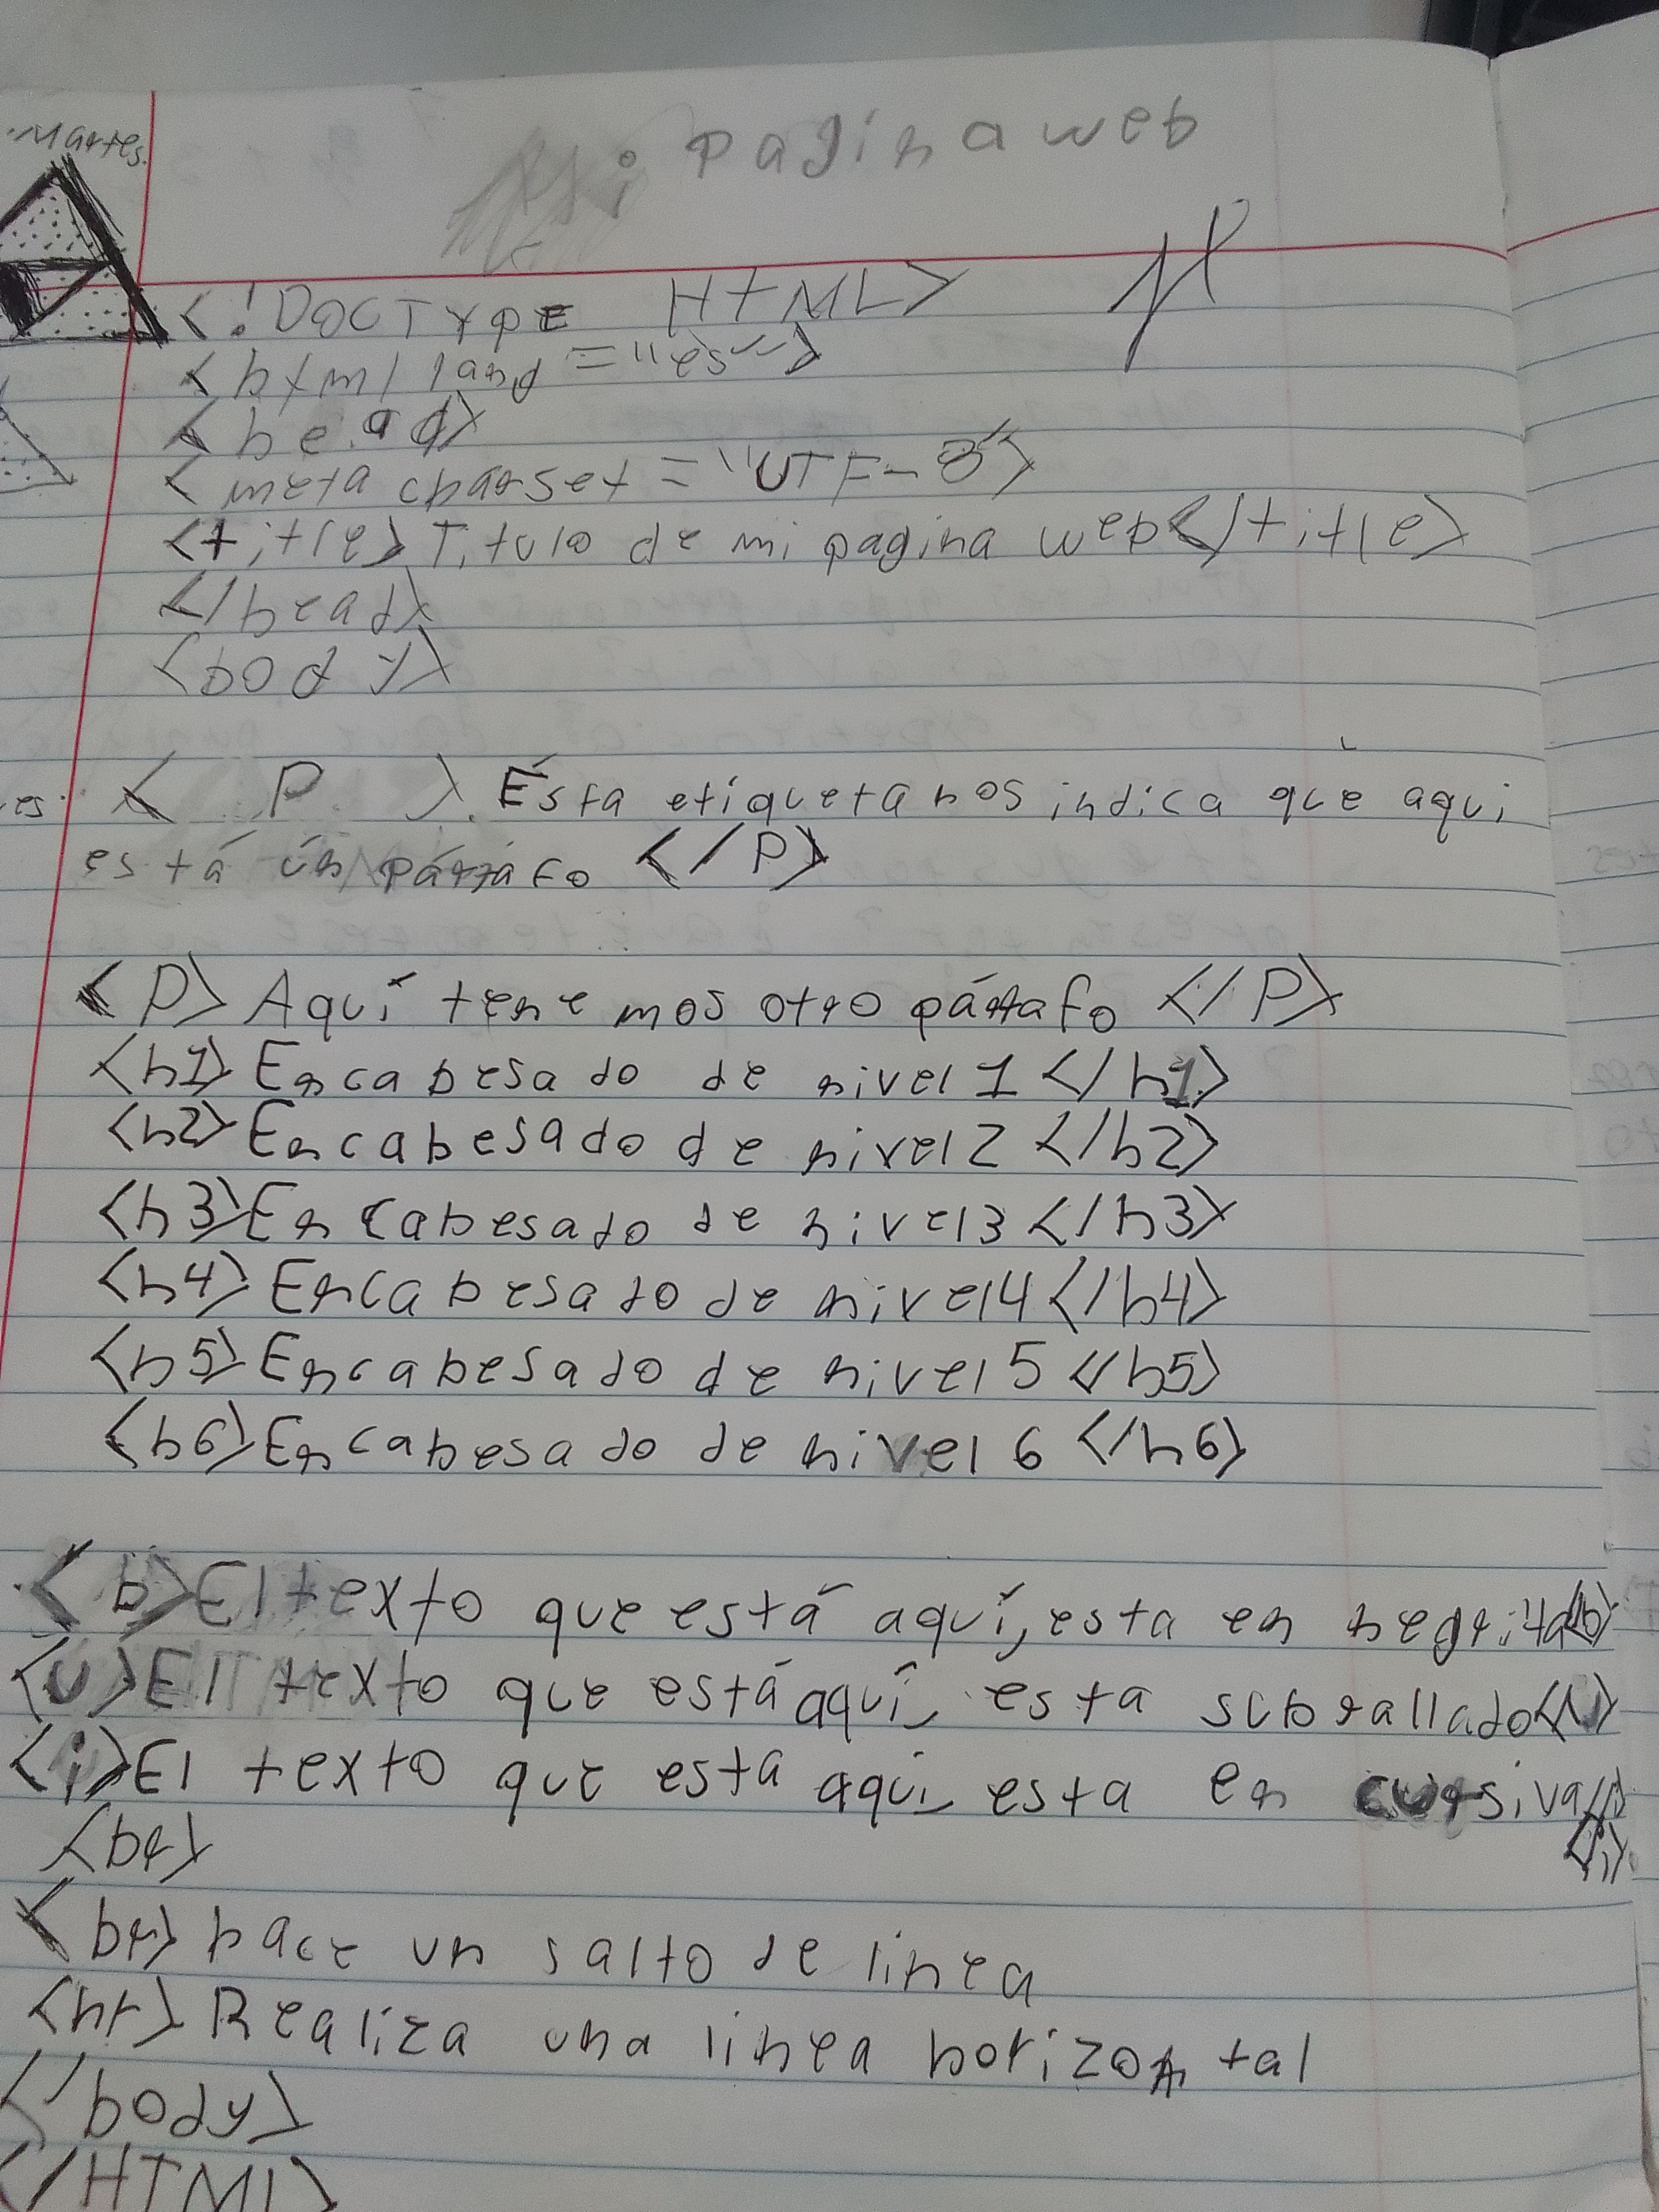 Martes.
Mi pagina web
<!DOCTYPE HTML>
<html land="es">
<head>
<meta charset="UTF-8">
<title>Titulo de mi pagina web</title>
</head>
<body>
<P>. Ésta etiqueta nos indica que aqui
está un párrafo </P>
<P> Aquí tenemos otro párrafo </P>
<h1> Encabesado de nivel 1 </h1>
<h2> Encabesado de nivel 2 </h2>
<h3> Encabesado de nivel 3 </h3>
<h4> Encabesado de nivel 4 </h4>
<h5> Encabesado de nivel 5 </h5>
<h6> Encabesado de nivel 6 </h6>
<b>El texto que está aquí, esta en negrita</b>
<u>El texto que está aquí, esta subrallado</u>
<i>El texto que esta aqui, esta en cursiva
</i>
<br>
<br> hace un salto de linea
<hr> Realiza una linea horizontal
</body>
</HTML>